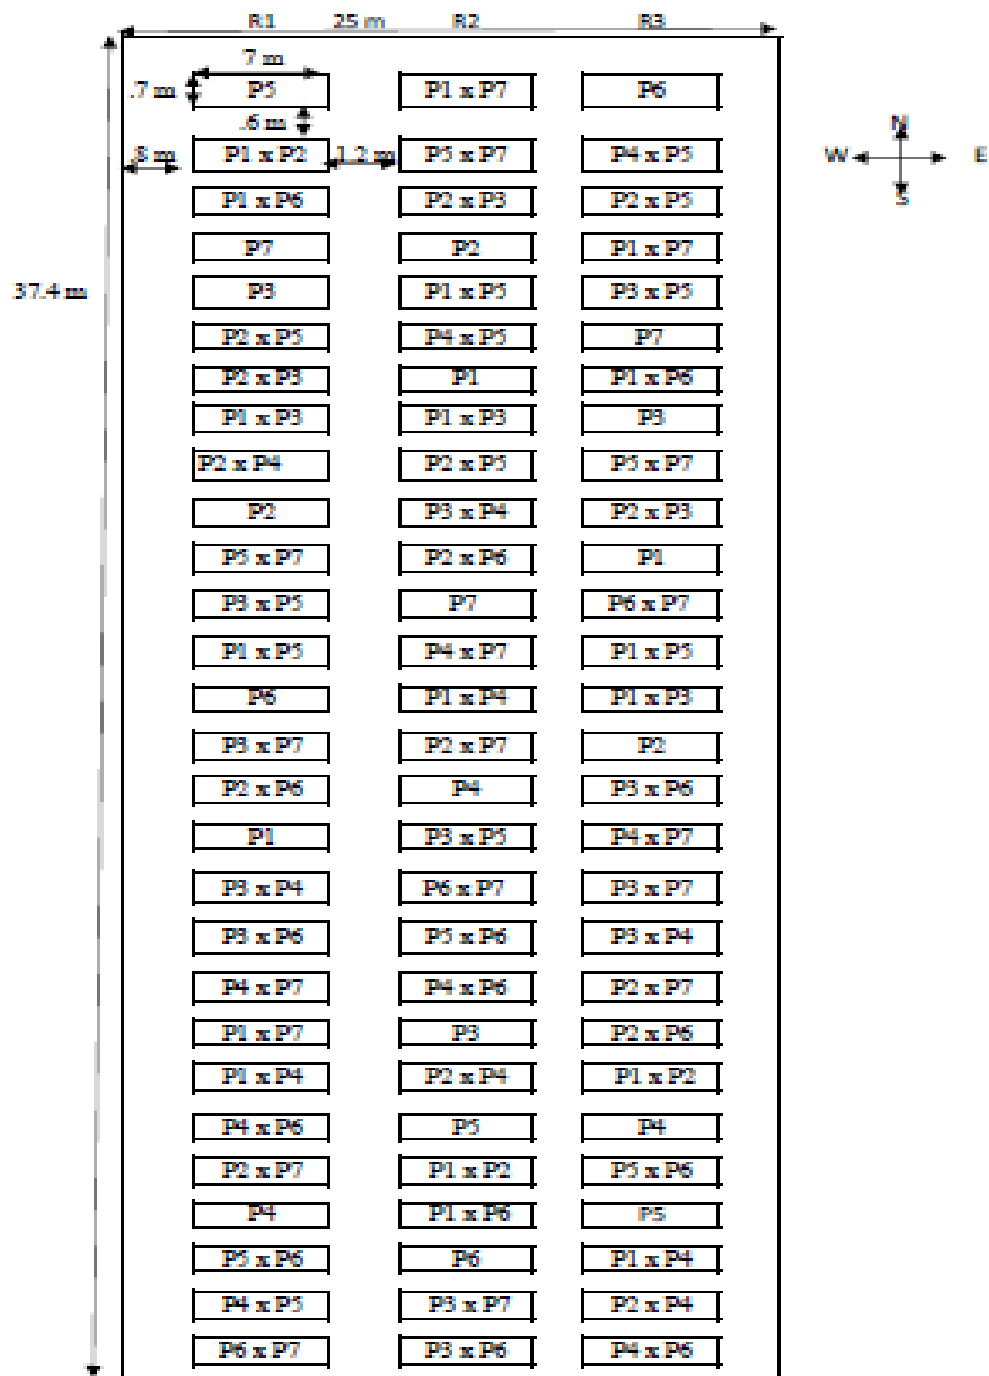 R1 25 m R2 R3
7 m
.7 m P5 P1 x P7 P6
.6 m
N
.8 m P1 x P2 1.2 m P5 x P7 P4 x P5
W E
S
P1 x P6 P2 x P3 P2 x P5
P7 P2 P1 x P7
37.4 m P3 P1 x P5 P3 x P5
P2 x P5 P4 x P5 P7
P2 x P3 P1 P1 x P6
P1 x P3 P1 x P3 P3
P2 x P4 P2 x P5 P5 x P7
P2 P3 x P4 P2 x P3
P5 x P7 P2 x P6 P1
P3 x P5 P7 P6 x P7
P1 x P5 P4 x P7 P1 x P5
P6 P1 x P4 P1 x P3
P3 x P7 P2 x P7 P2
P2 x P6 P4 P3 x P6
P1 P3 x P5 P4 x P7
P3 x P4 P6 x P7 P3 x P7
P3 x P6 P5 x P6 P3 x P4
P4 x P7 P4 x P6 P2 x P7
P1 x P7 P3 P2 x P6
P1 x P4 P2 x P4 P1 x P2
P4 x P6 P5 P4
P2 x P7 P1 x P2 P5 x P6
P4 P1 x P6 P5
P5 x P6 P6 P1 x P4
P4 x P5 P3 x P7 P2 x P4
P6 x P7 P3 x P6 P4 x P6